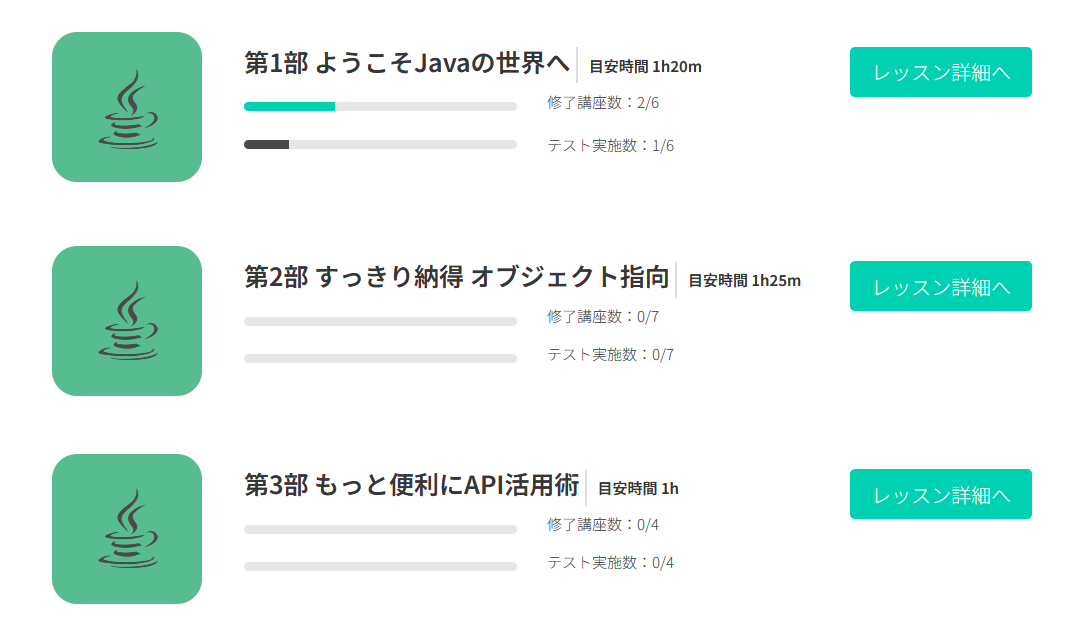 第1部 ようこそJavaの世界へ 目安時間 1h20m
レッスン詳細へ
修了講座数：2/6
テスト実施数：1/6
第2部 すっきり納得 オブジェクト指向 目安時間 1h25m
レッスン詳細へ
修了講座数：0/7
テスト実施数：0/7
第3部 もっと便利にAPI活用術 目安時間 1h
レッスン詳細へ
修了講座数：0/4
テスト実施数：0/4